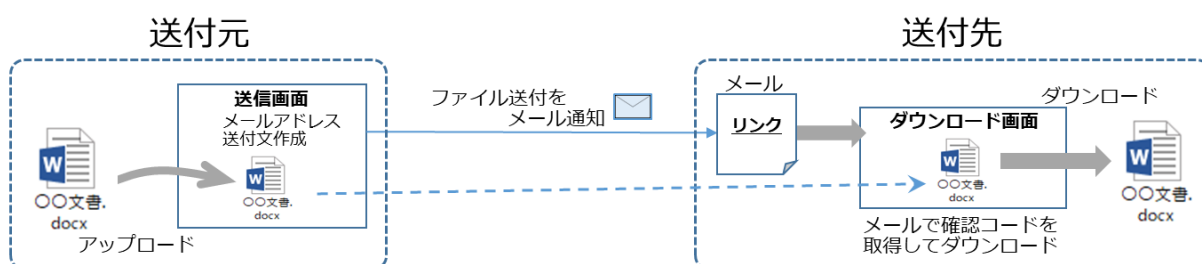 送付元
送信画面
メールアドレス
送付文作成
W
〇〇文書.
docx
W
〇〇文書.
docx
アップロード
ファイル送付を
メール通知
送付先
メール
リンク
ダウンロード画面
W
〇〇文書.
docx
メールで確認コードを
取得してダウンロード
ダウンロード
W
〇〇文書.
docx